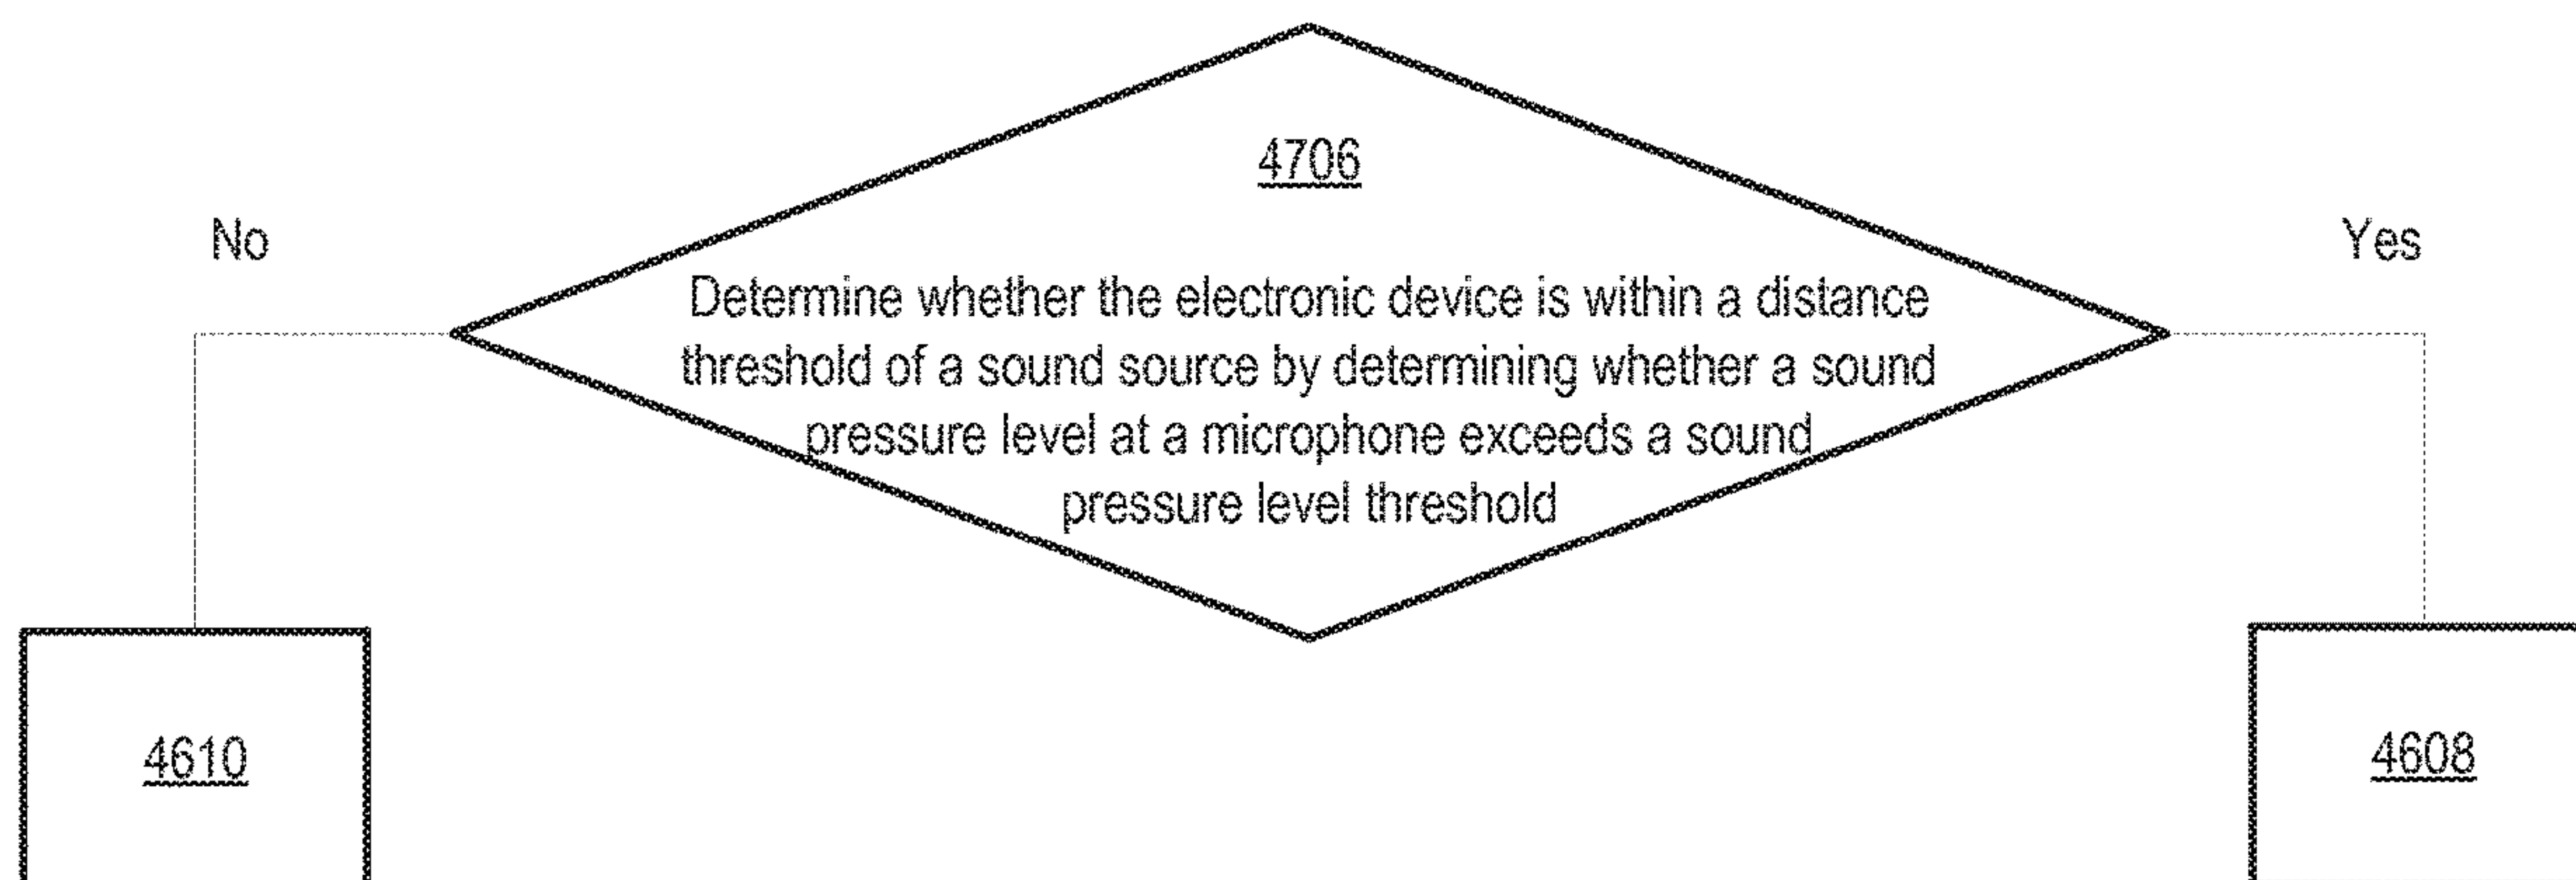 4706
No
Yes
Determine whether the electronic device is within a distance
threshold of a sound source by determining whether a sound
pressure level at a microphone exceeds a sound
pressure level threshold
4610
4608